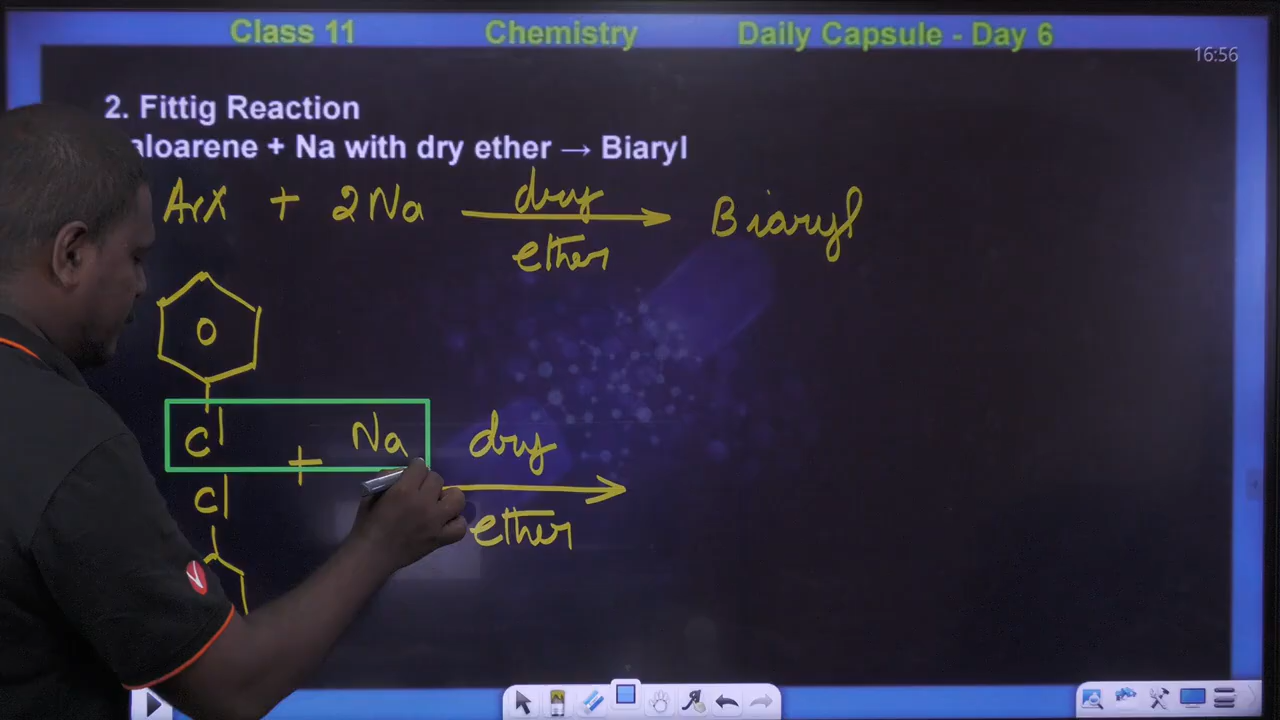 Class 11 Chemistry Daily Capsule - Day 6
16:56
2. Fittig Reaction
aloarene + Na with dry ether → Biaryl
ArX + 2Na dry ether → Biaryl
Cl + Na dry
Cl ether →